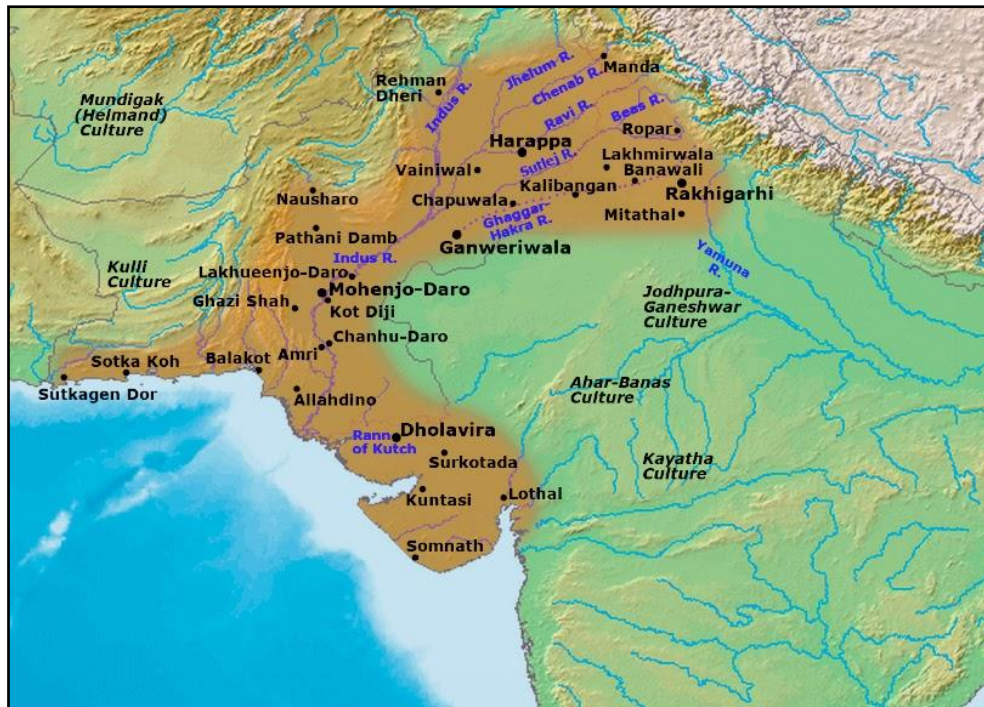 Manda
Rehman
Dheri
Jhelum R.
Chenab R.
Indus R.
Mundigak
(Helmand)
Culture
Ravi R.
Beas R.
Ropar
Harappa
Lakhmirwala
Sutlej R.
Vainiwal
Banawali
Kalibangan
Rakhigarhi
Nausharo
Chapuwala
Mitathal
Ghaggar-
Hakra R.
Pathani Damb
Ganweriwala
Indus R.
Yamuna
R.
Kulli
Culture
Lakhueenjo-Daro
Mohenjo-Daro
Ghazi Shah
Kot Diji
Jodhpura-
Ganeshwar
Culture
Chanhu-Daro
Amri
Sotka Koh
Balakot
Sutkagen Dor
Allahdino
Ahar-Banas
Culture
Dholavira
Rann
of Kutch
Surkotada
Kayatha
Culture
Kuntasi
Lothal
Somnath